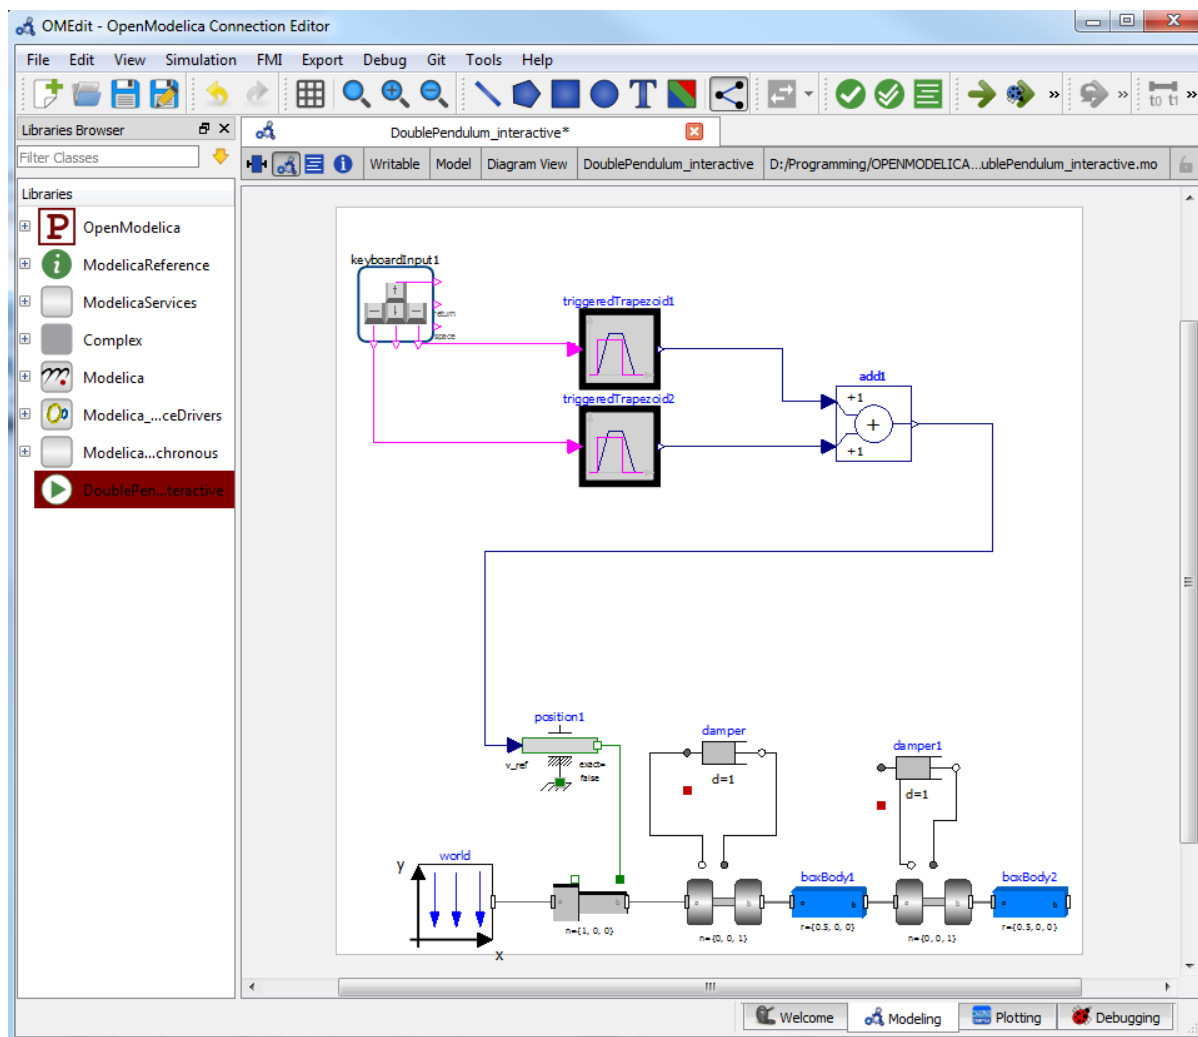 OMEdit - OpenModelica Connection Editor
File Edit View Simulation FMI Export Debug Git Tools Help
T
to t1
»
»
»
Libraries Browser
DoublePendulum_interactive*
Filter Classes
Writable Model Diagram View DoublePendulum_interactive D:/Programming/OPENMODELICA...ublePendulum_interactive.mo
Libraries
P OpenModelica
i ModelicaReference
ModelicaServices
Complex
Modelica
Modelica_...ceDrivers
Modelica...chronous
DoublePen...teractive
keyboardInput1
return
space
triggeredTrapezoid1
triggeredTrapezoid2
add1
+1
+
+1
position1
v_ref
exact=
false
damper
d=1
damper1
d=1
world
y
x
a b
n={1, 0, 0}
a b
n={0, 0, 1}
boxBody1
a b
r={0.5, 0, 0}
a b
n={0, 0, 1}
boxBody2
a b
r={0.5, 0, 0}
Welcome Modeling Plotting Debugging